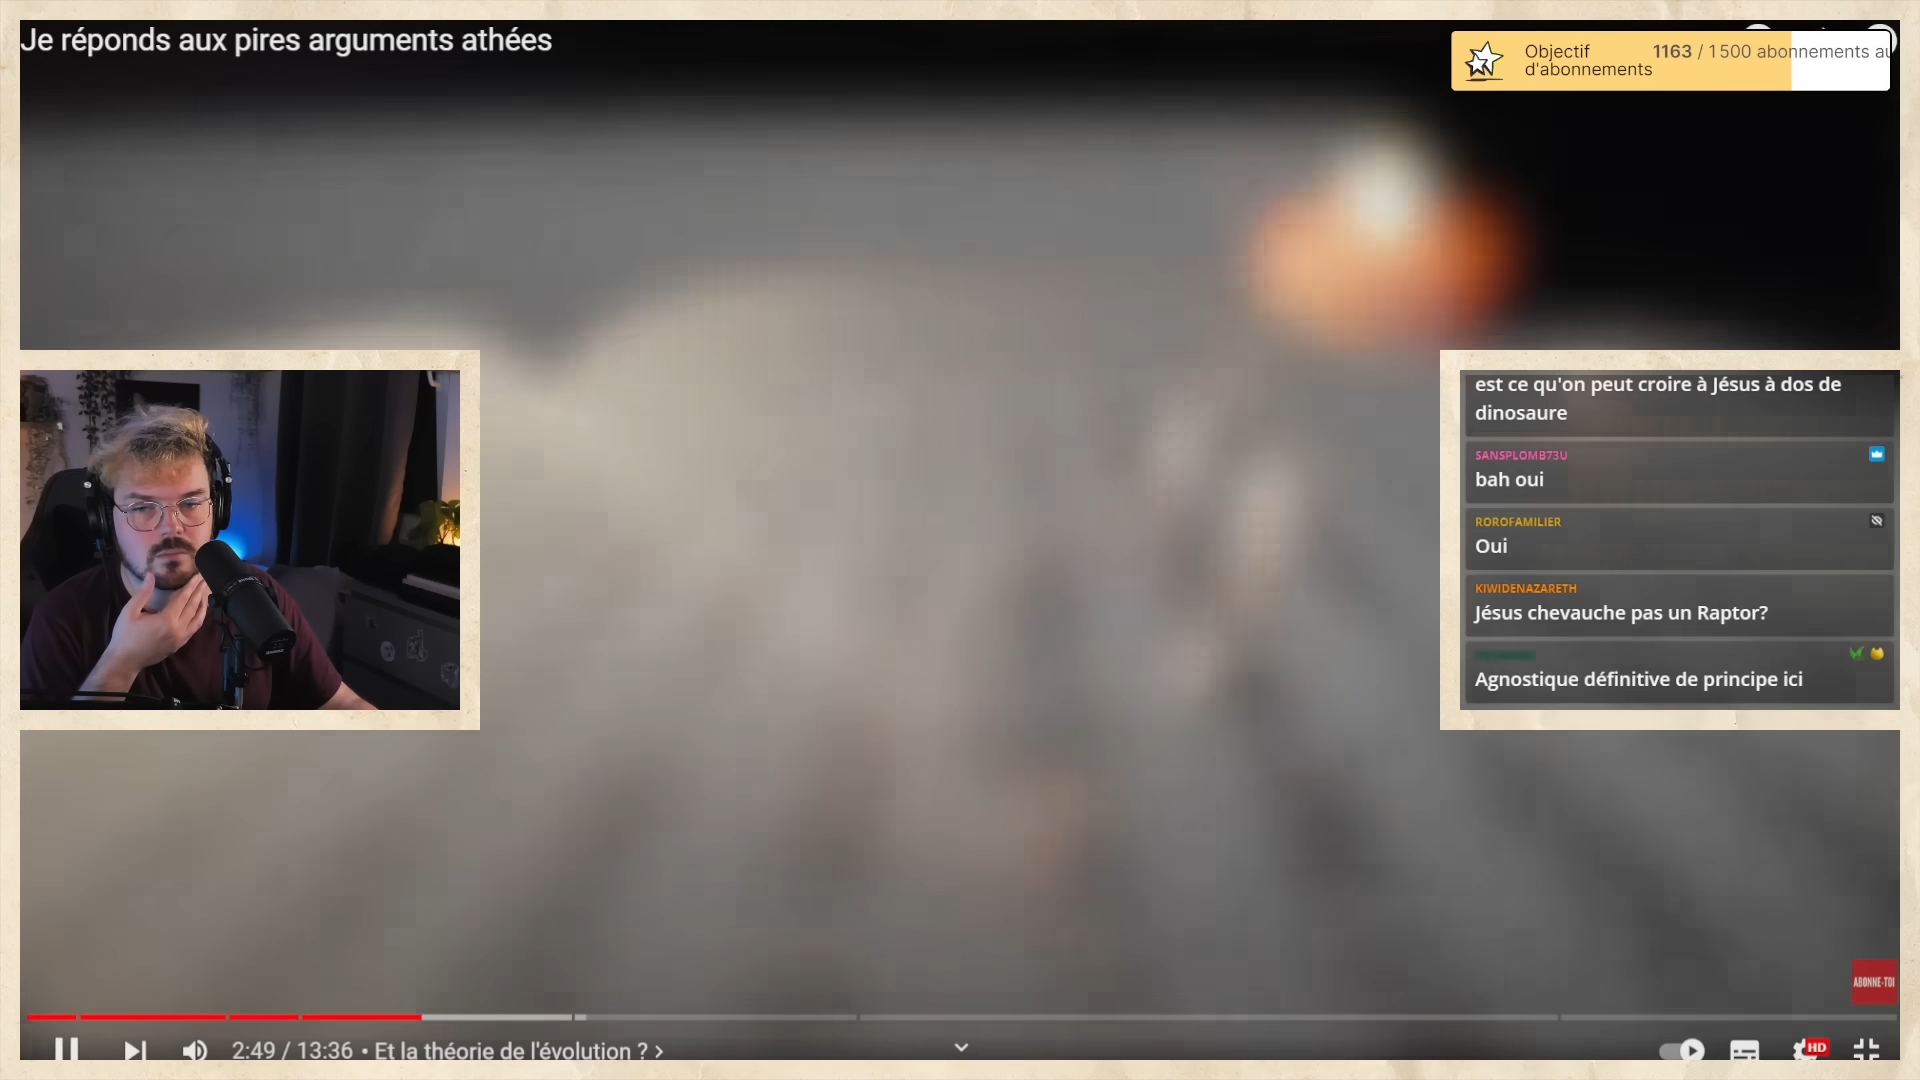 Je réponds aux pires arguments athées
Objectif
d'abonnements
1163 / 1500 abonnements au
est ce qu'on peut croire à Jésus à dos de
dinosaure
SANSPLOMB73U
bah oui
ROROFAMILIER
Oui
KIWIDENAZARETH
Jésus chevauche pas un Raptor?
Agnostique définitive de principe ici
ABONNE-TOI
2:49 / 13:36 • Et la théorie de l'évolution ? >
HD